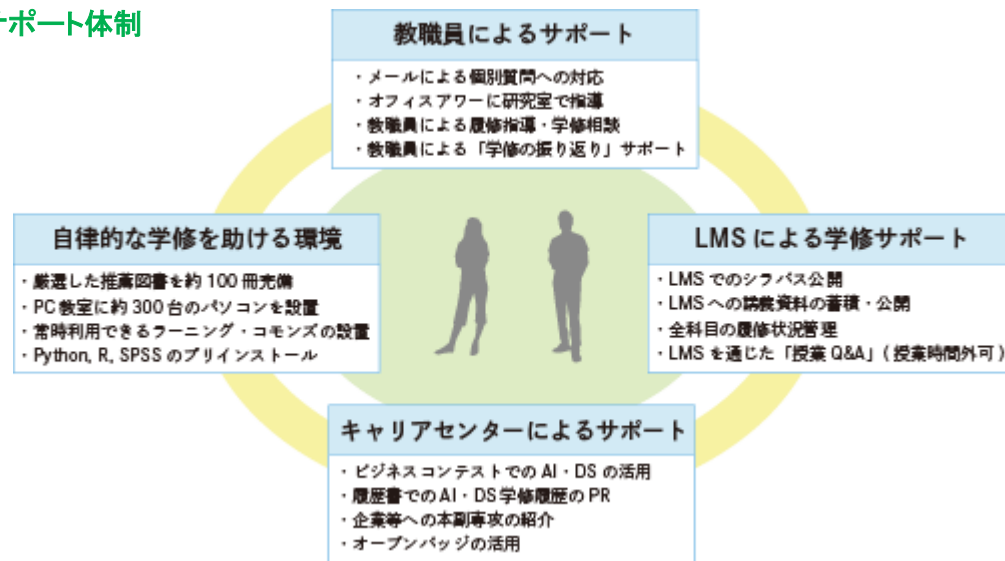 サポート体制
教職員によるサポート
・メールによる個別質問への対応
・オフィスアワーに研究室で指導
・教職員による履修指導・学修相談
・教職員による「学修の振り返り」サポート
自律的な学修を助ける環境
・厳選した推薦図書を約 100 冊完備
・PC 教室に約 300 台のパソコンを設置
・常時利用できるラーニング・コモンズの設置
・Python, R, SPSS のプリインストール
LMS による学修サポート
・LMS でのシラバス公開
・LMS への講義資料の蓄積・公開
・全科目の履修状況管理
・LMS を通じた「授業 Q&A」( 授業時間外可 )
キャリアセンターによるサポート
・ビジネスコンテストでの AI・DS の活用
・履歴書での AI・DS 学修履歴の PR
・企業等への本副専攻の紹介
・オープンバッジの活用